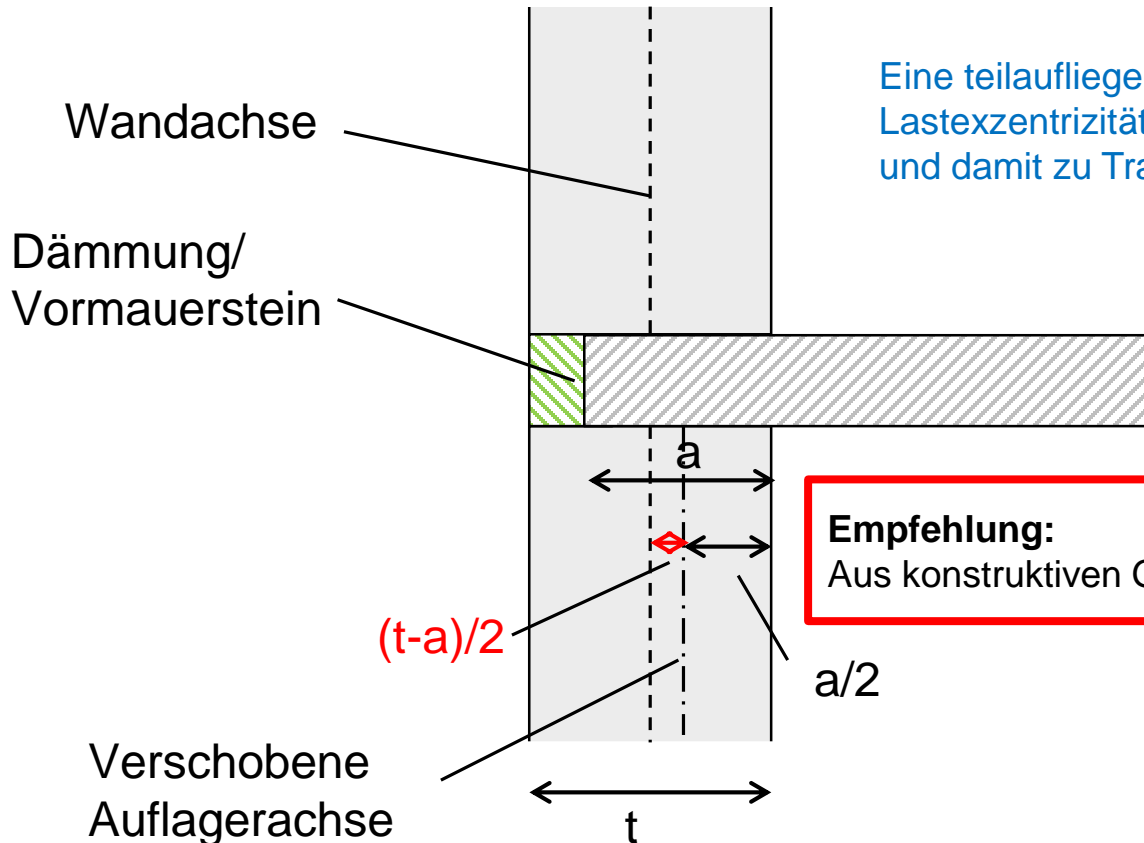 Eine teilaufliege
Lastexzentrizität
und damit zu Tra
Wandachse
Dämmung/
Vormauerstein
a
Empfehlung:
Aus konstruktiven G
(t-a)/2
a/2
Verschobene
Auflagerachse
t